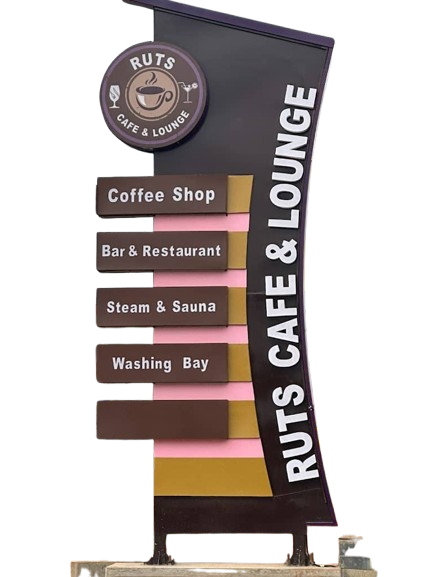 RUTS
CAFE & LOUNGE
Coffee Shop
Bar & Restaurant
Steam & Sauna
Washing Bay
RUTS CAFE & LOUNGE